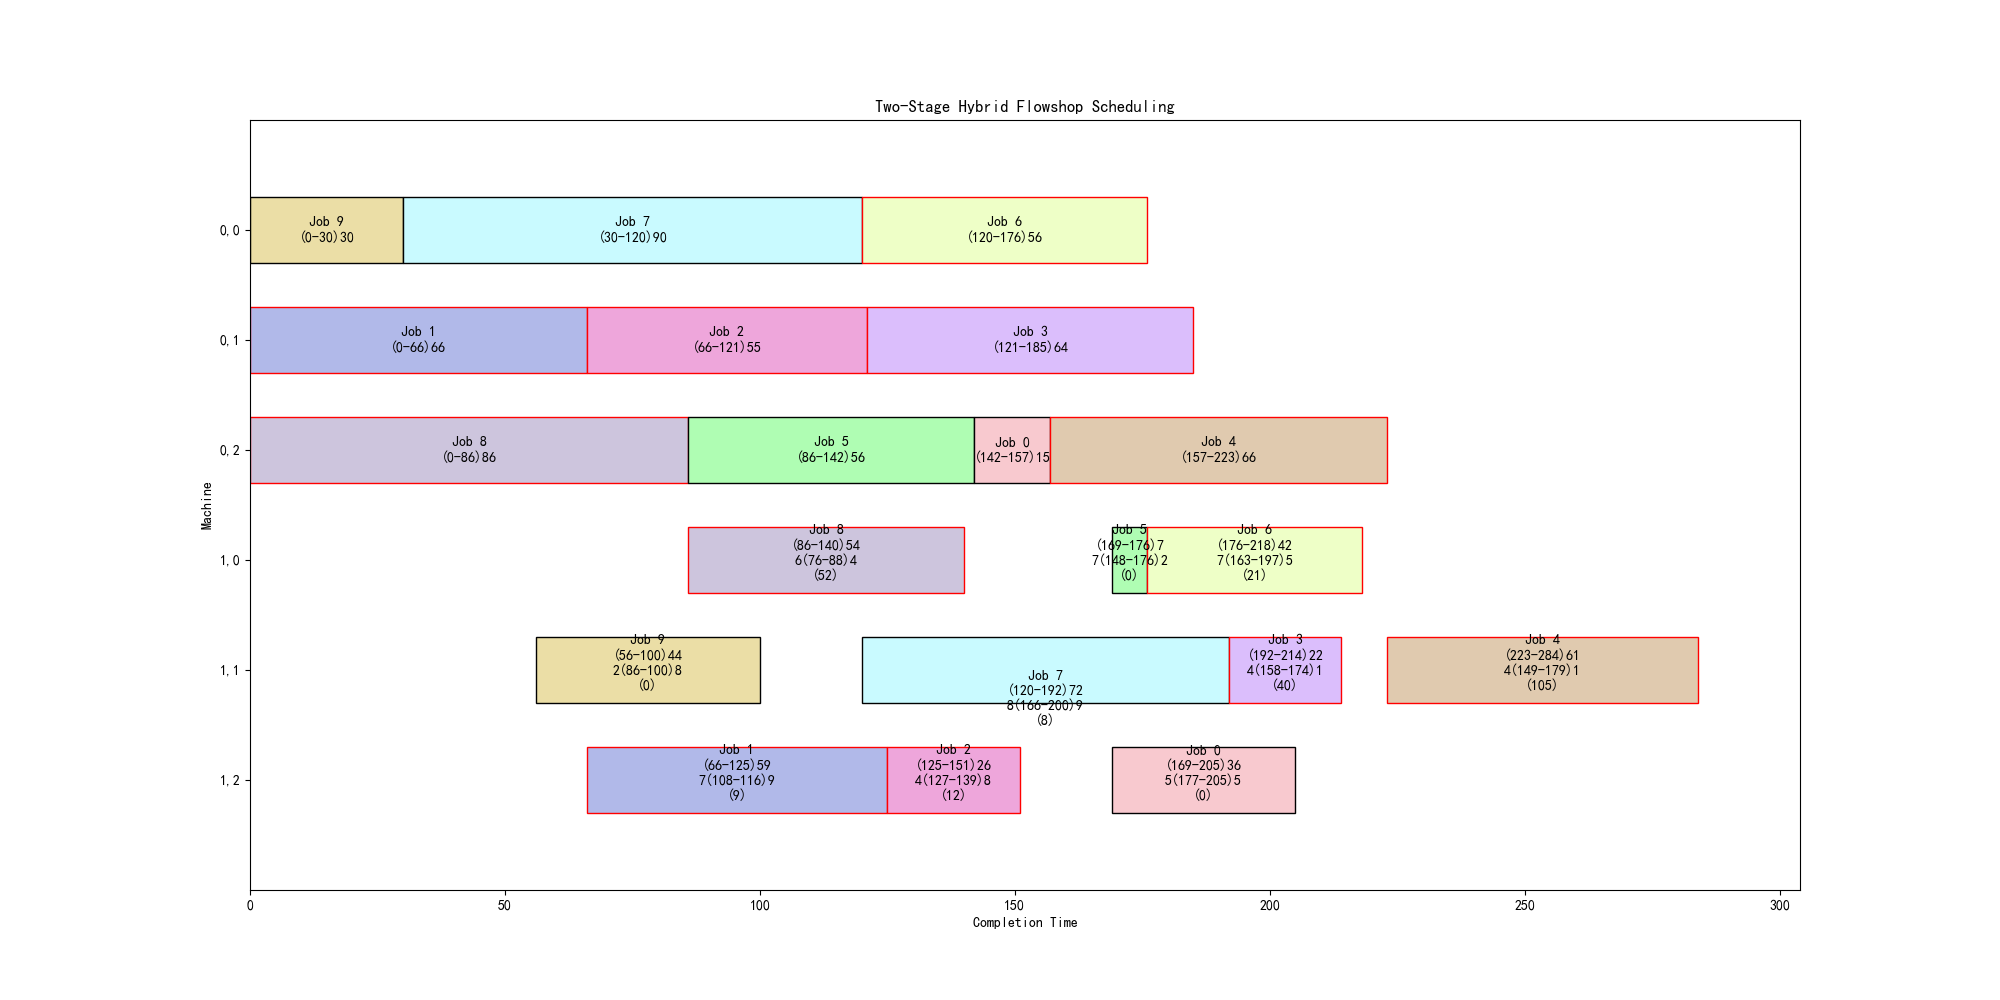 Two-Stage Hybrid Flowshop Scheduling
0,0
Job 9
(0-30)30
Job 7
(30-120)90
Job 6
(120-176)56
0,1
Job 1
(0-66)66
Job 2
(66-121)55
Job 3
(121-185)64
0,2
Job 8
(0-86)86
Job 5
(86-142)56
Job 0
(142-157)15
Job 4
(157-223)66
Machine
1,0
Job 8
(86-140)54
6(76-88)4
(52)
Job 5
(169-176)7
7(148-176)2
(0)
Job 6
(176-218)42
7(163-197)5
(21)
1,1
Job 9
(56-100)44
2(86-100)8
(0)
Job 7
(120-192)72
8(166-200)9
(8)
Job 3
(192-214)22
4(158-174)1
(40)
Job 4
(223-284)61
4(149-179)1
(105)
1,2
Job 1
(66-125)59
7(108-116)9
(9)
Job 2
(125-151)26
4(127-139)8
(12)
Job 0
(169-205)36
5(177-205)5
(0)
0
50
100
150
200
250
300
Completion Time